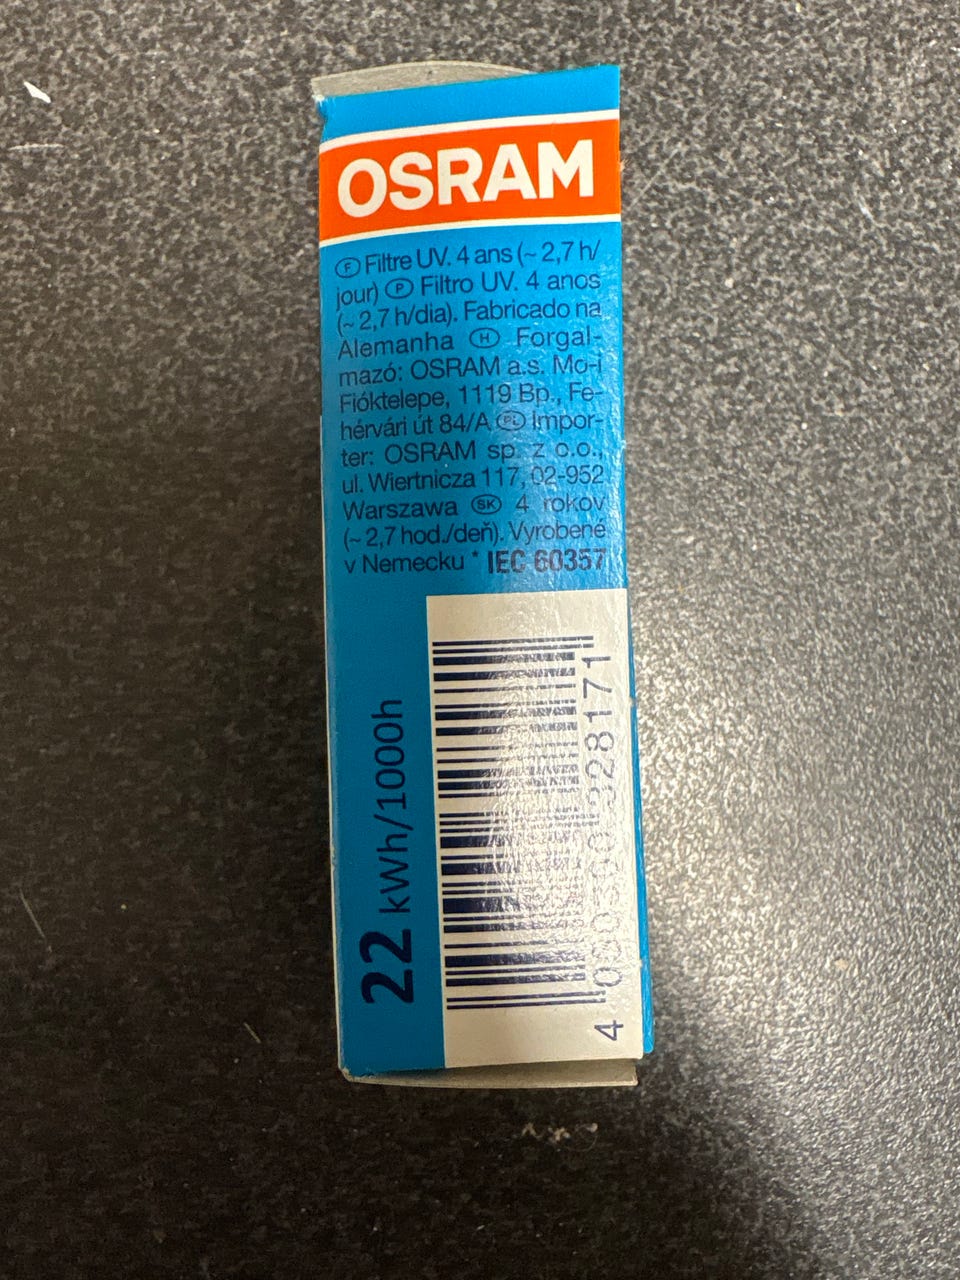 OSRAM
Ⓕ Filtre UV. 4 ans (~ 2,7 h/
jour) Ⓟ Filtro UV. 4 anos
(~ 2,7 h/dia). Fabricado na
Alemanha Ⓗ Forgal-
mazó: OSRAM a.s. Mo-i
Fióktelepe, 1119 Bp., Fe-
hérvári út 84/A PL Impor-
ter: OSRAM sp. z o.o.,
ul. Wiertnicza 117, 02-952
Warszawa SK 4 rokov
(~ 2,7 hod./deň). Vyrobené
v Nemecku * IEC 60357
22 kWh/1000h